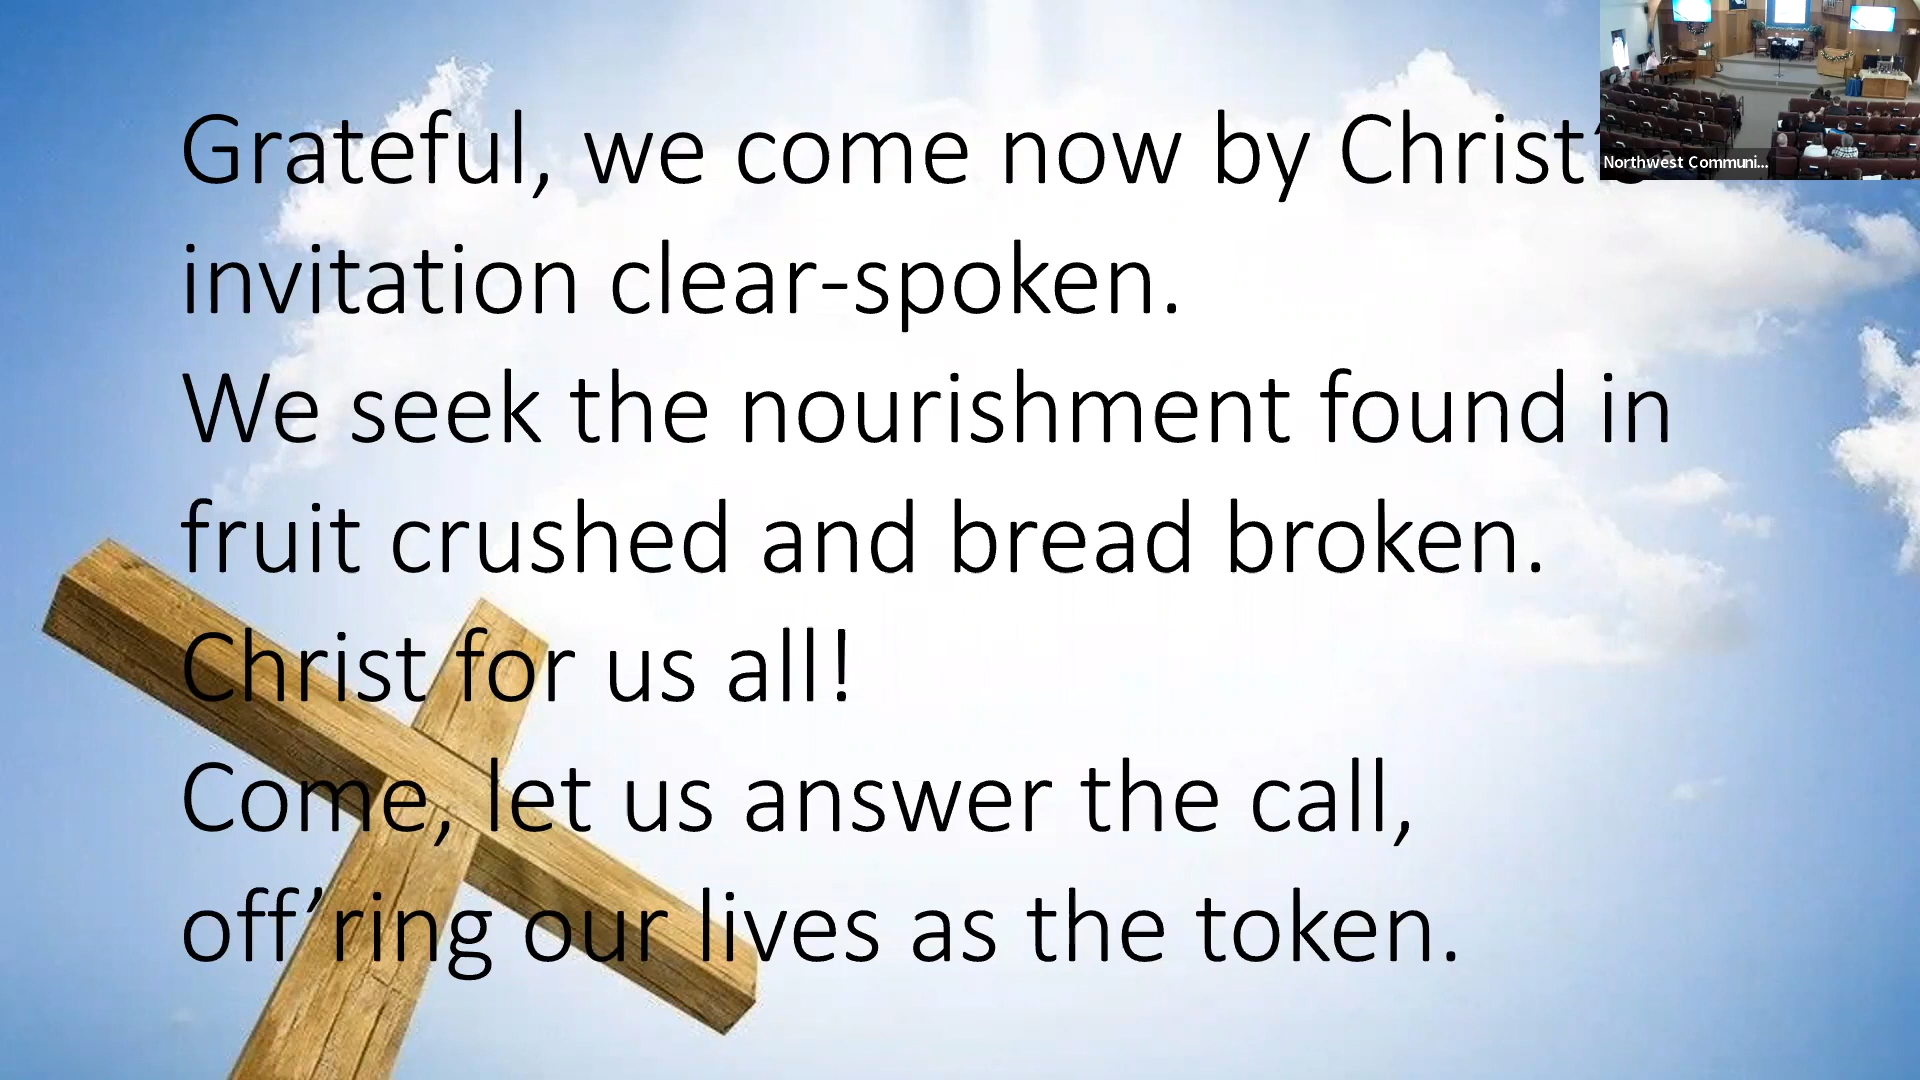 Grateful, we come now by Christ's
invitation clear-spoken.
We seek the nourishment found in
fruit crushed and bread broken.
Christ for us all!
Come, let us answer the call,
off’ring our lives as the token.
Northwest Communi...